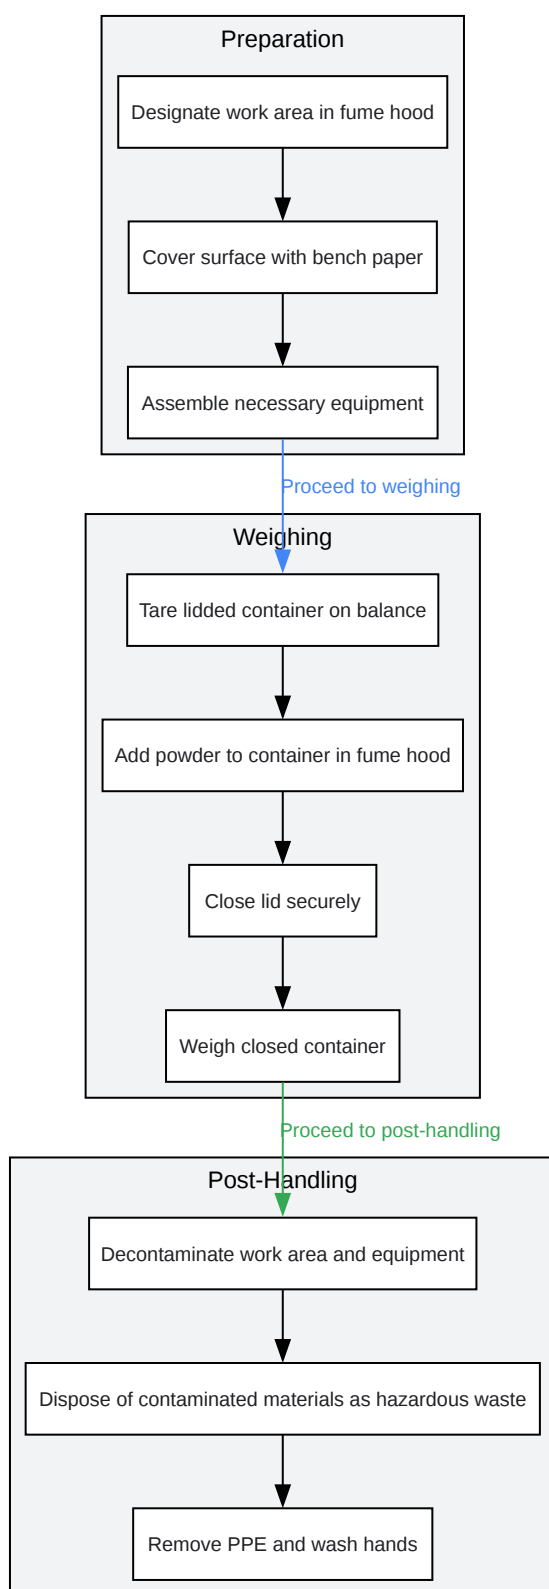 Preparation
Designate work area in fume hood
Cover surface with bench paper
Assemble necessary equipment
Proceed to weighing
Weighing
Tare lidded container on balance
Add powder to container in fume hood
Close lid securely
Weigh closed container
Proceed to post-handling
Post-Handling
Decontaminate work area and equipment
Dispose of contaminated materials as hazardous waste
Remove PPE and wash hands